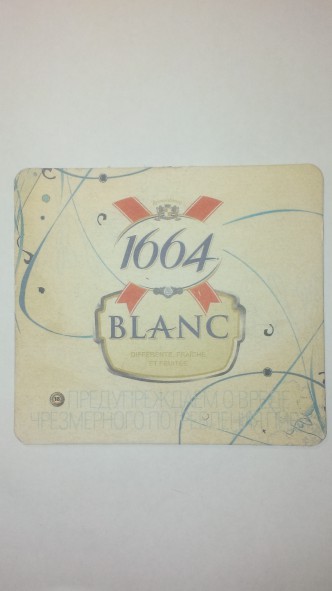 1664
BLANC
ПРЕДУПРЕЖДАЕМ О ВРЕДЕ
ЧРЕЗМЕРНОГО ПОТРЕБЛЕНИЯ ПИВА